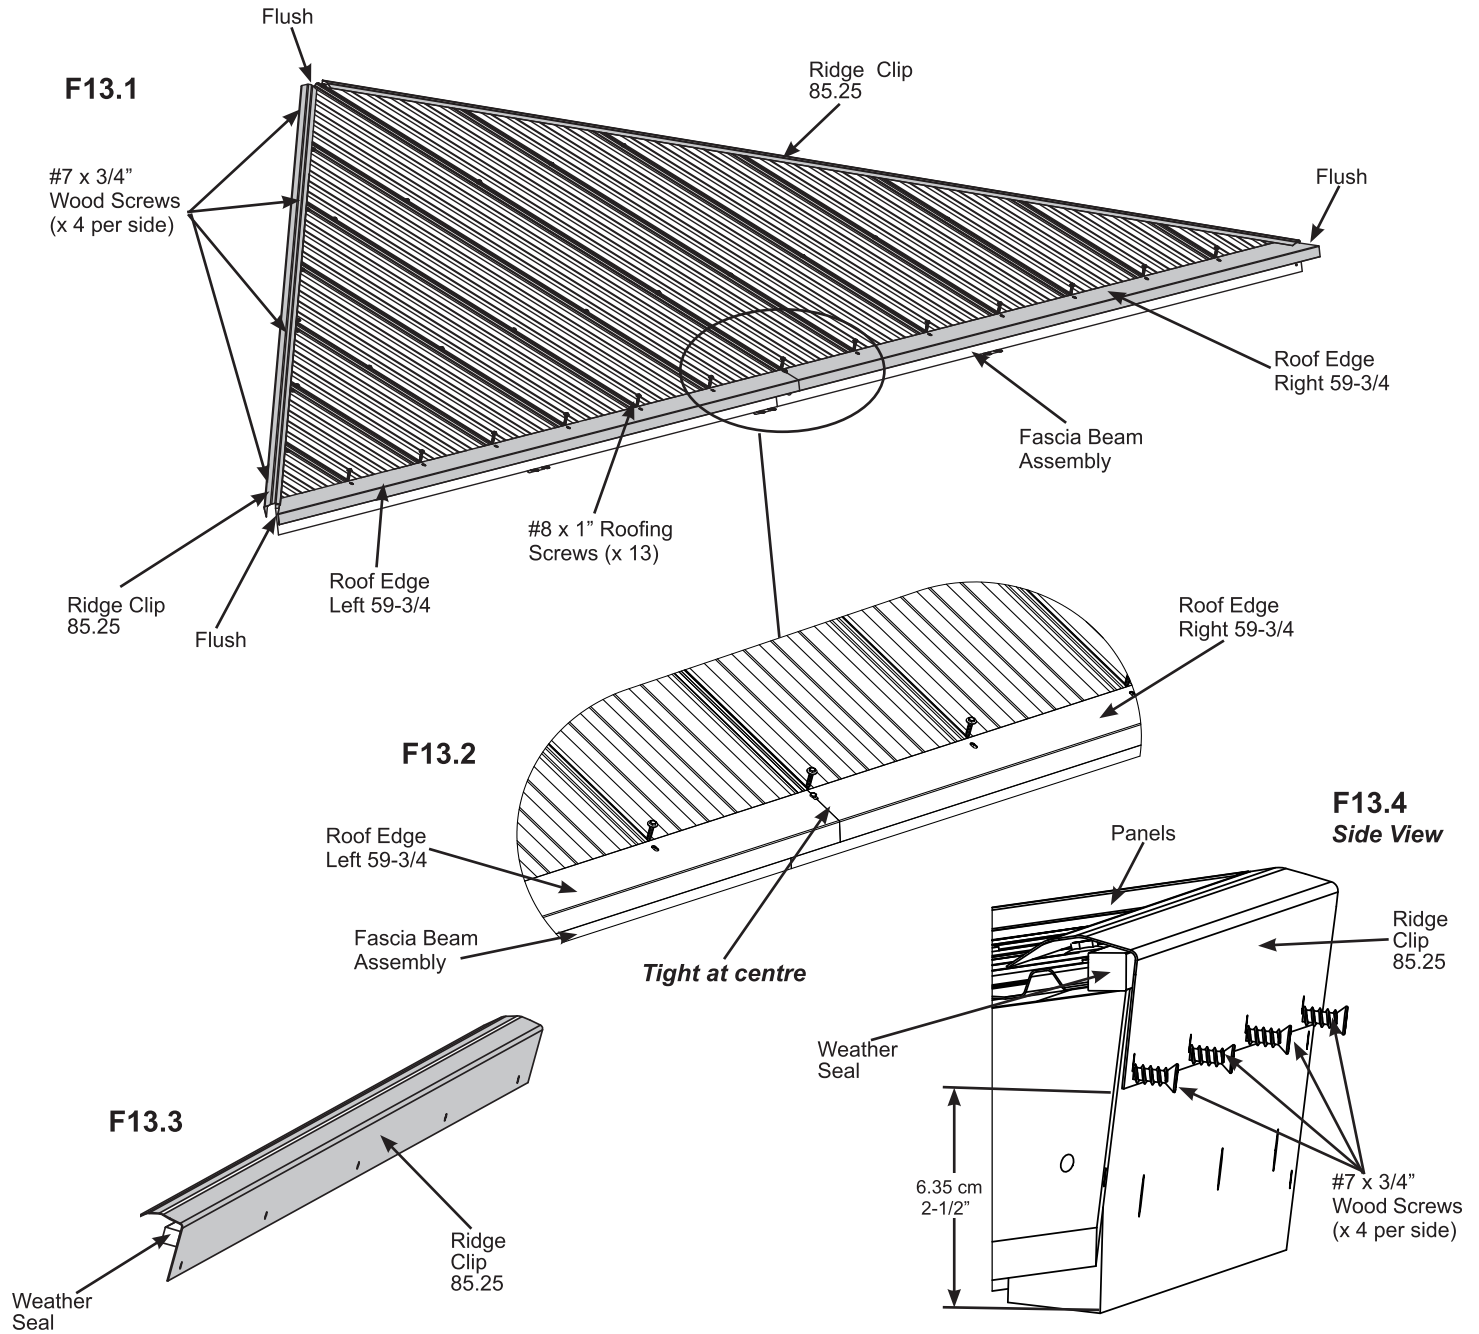 Flush
F13.1
Ridge Clip
85.25
#7 x 3/4”
Wood Screws
(x 4 per side)
Flush
Roof Edge
Right 59-3/4
Fascia Beam
Assembly
#8 x 1” Roofing
Screws (x 13)
Roof Edge
Left 59-3/4
Ridge Clip
85.25
Flush
Roof Edge
Right 59-3/4
F13.2
Roof Edge
Left 59-3/4
Fascia Beam
Assembly
Tight at centre
F13.4
Side View
Panels
Ridge
Clip
85.25
Weather
Seal
6.35 cm
2-1/2”
#7 x 3/4”
Wood Screws
(x 4 per side)
F13.3
Ridge
Clip
85.25
Weather
Seal